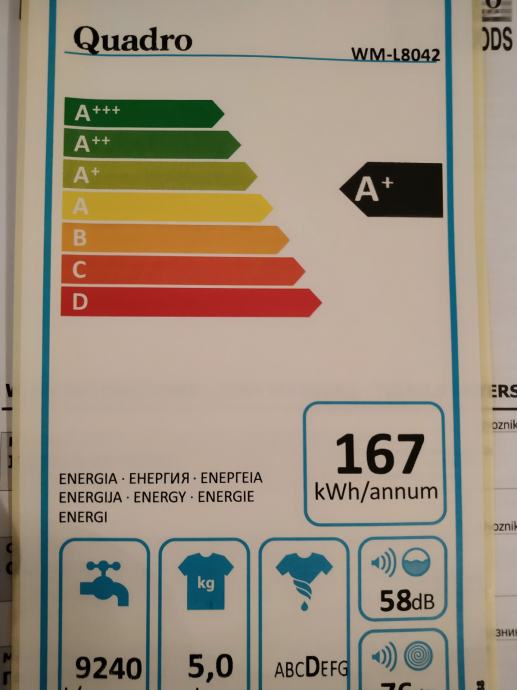 Quadro
WM-L8042
A+++
A++
A+
A+
A
B
C
D
167
kWh/annum
ENERGIA · ЕНЕРГИЯ · ΕΝΕΡΓΕΙΑ
ENERGIJA · ENERGY · ENERGIE
ENERGI
kg
58dB
9240
5,0
ABCDEFG